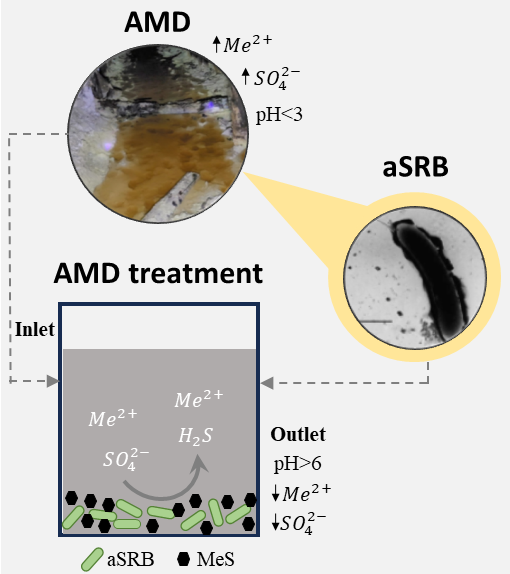 AMD
↑Me²⁺
↑SO₄²⁻
pH<3
aSRB
AMD treatment
Inlet
Me²⁺
SO₄²⁻
Me²⁺
H₂S
Outlet
pH>6
↓Me²⁺
↓SO₄²⁻
aSRB
MeS